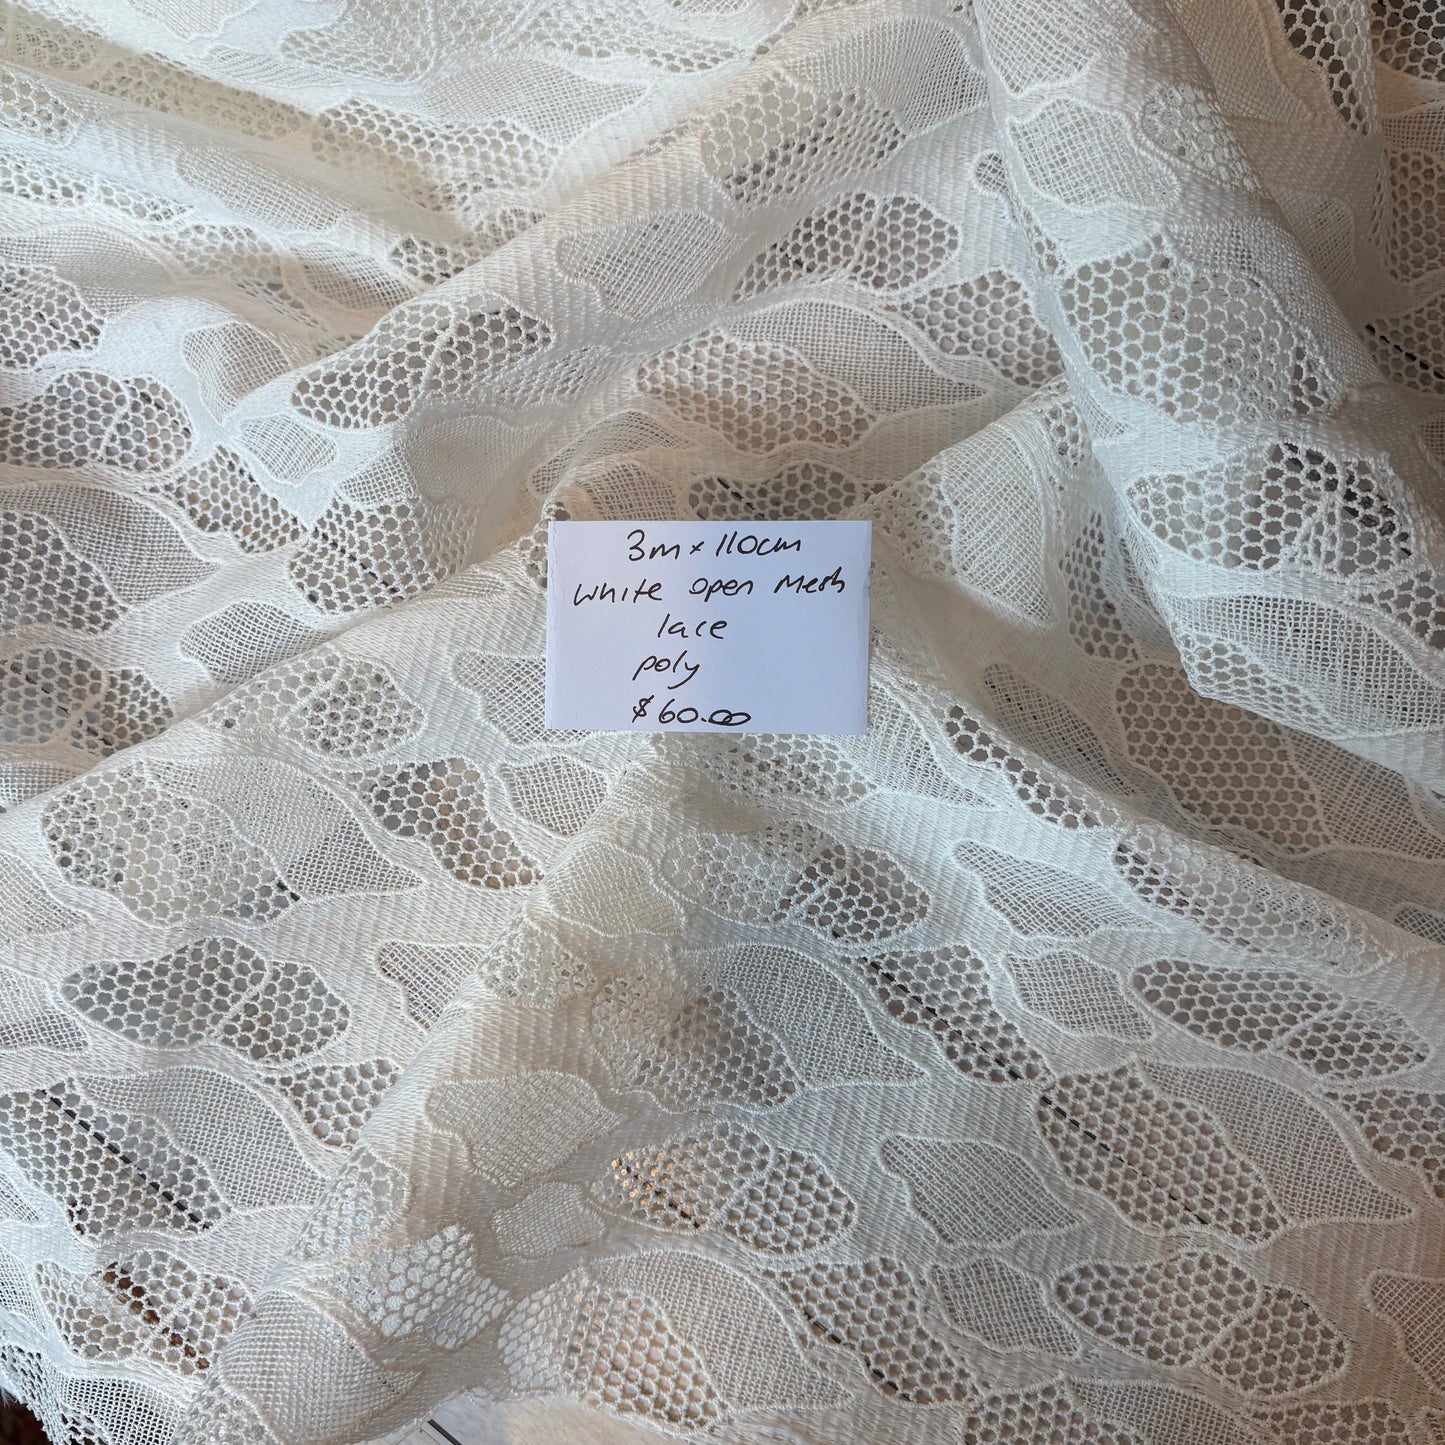 3m x 110cm
White open Mesh
lace
poly
$60.00